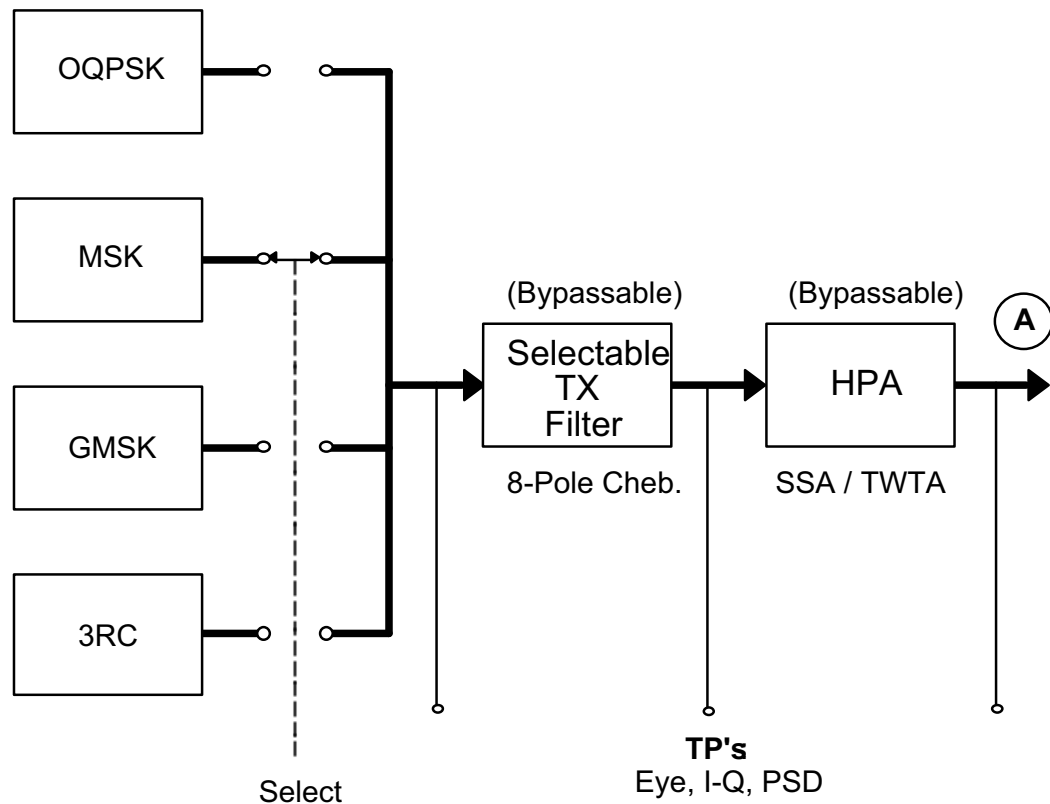 OQPSK
MSK
GMSK
3RC
Select
(Bypassable)
Selectable
TX
Filter
8-Pole Cheb.
(Bypassable)
HPA
SSA / TWTA
A
TP's
Eye, I-Q, PSD